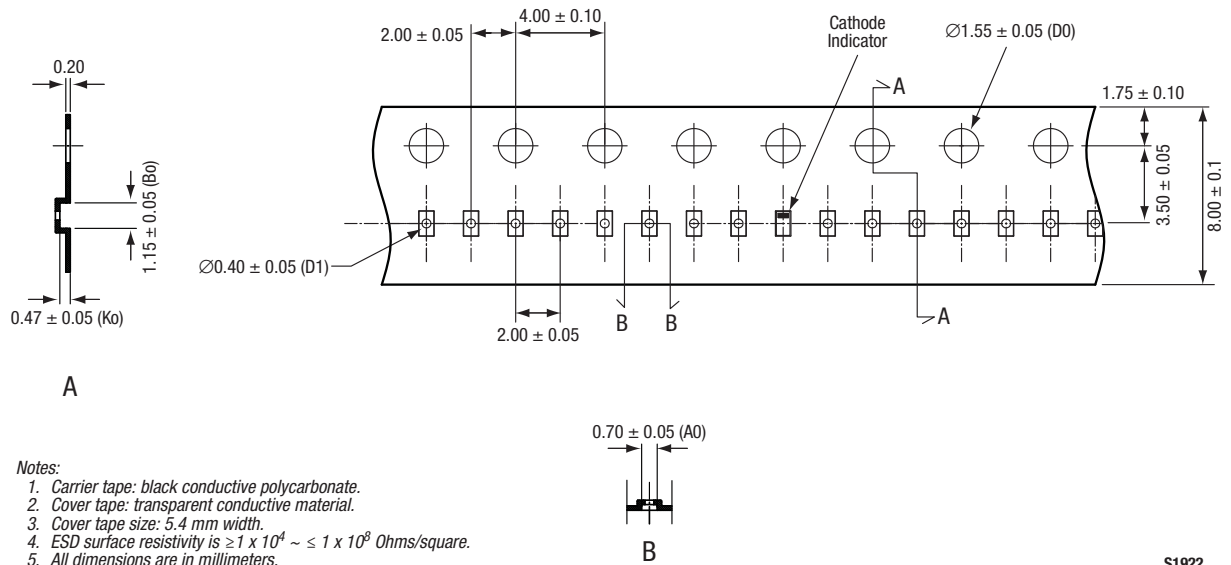 4.00 ± 0.10
2.00 ± 0.05
Cathode
Indicator
∅1.55 ± 0.05 (D0)
0.20
A
1.75 ± 0.10
1.15 ± 0.05 (Bo)
3.50 ± 0.05
8.00 ± 0.1
∅0.40 ± 0.05 (D1)
0.47 ± 0.05 (Ko)
2.00 ± 0.05
B B
A
A
0.70 ± 0.05 (A0)
B
Notes:
1. Carrier tape: black conductive polycarbonate.
2. Cover tape: transparent conductive material.
3. Cover tape size: 5.4 mm width.
4. ESD surface resistivity is ≥1 x 10⁴ ~ ≤ 1 x 10⁸ Ohms/square.
5. All dimensions are in millimeters.
S1922